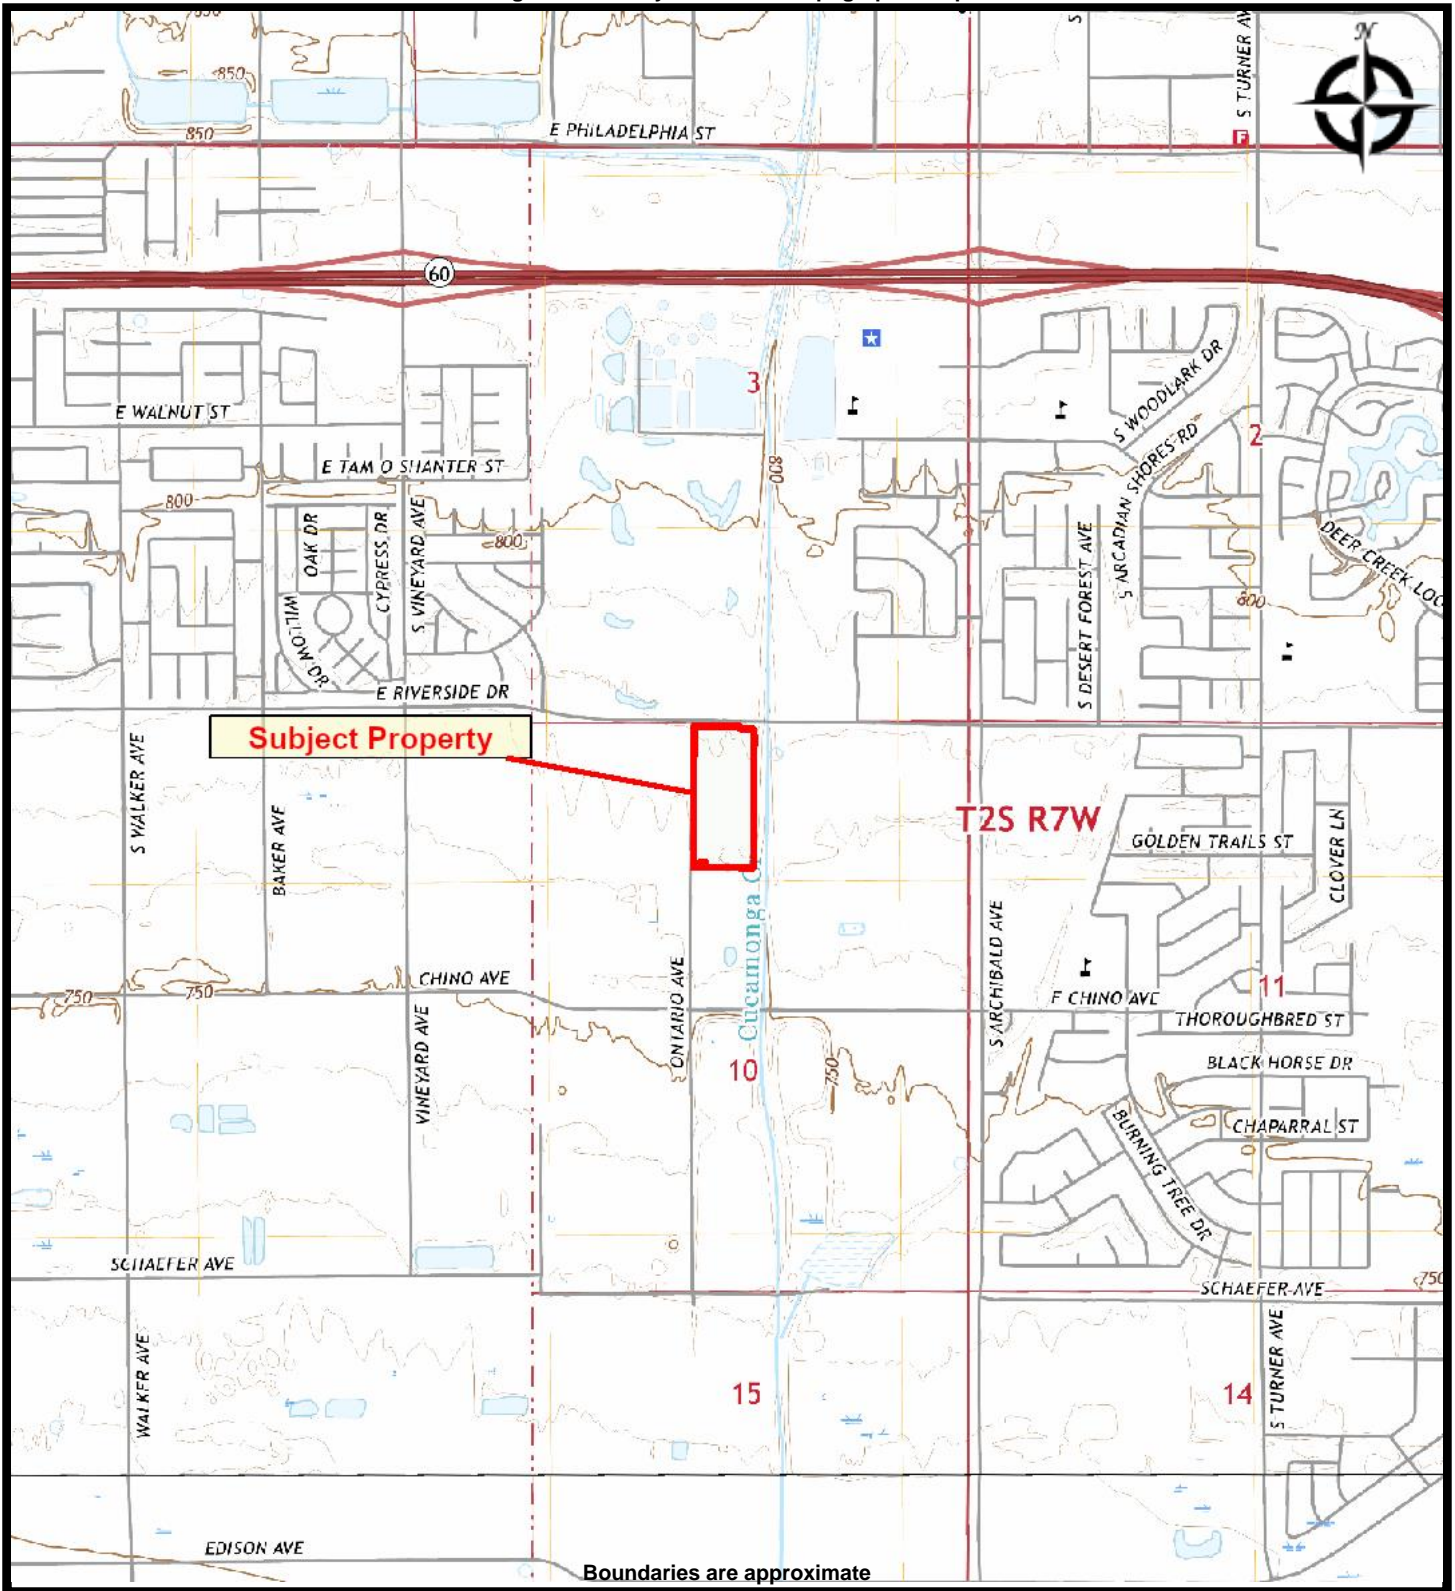 850
850
850
E PHILADELPHIA ST
S TURNER AV
N
F
60
3
E WALNUT ST
S WOODLARK DR
2
E TAM O SHANTER ST
S ARCADIAN SHORES RD
800
800
OAK DR
CYPRESS DR
S VINEYARD AVE
800
S DESERT FOREST AVE
DEER CREEK LOO
WILLOW DR
800
E RIVERSIDE DR
Subject Property
S WALKER AVE
BAKER AVE
T2S R7W
GOLDEN TRAILS ST
CLOVER LN
Cucamonga
S ARCHIBALD AVE
CHINO AVE
S ONTARIO AVE
E CHINO AVE
11
750
750
THOROUGHBRED ST
VINEYARD AVE
10
750
BLACK HORSE DR
BURNING TREE DR
CHAPARRAL ST
SCHAEFER AVE
SCHAEFER AVE
750
WALKER AVE
15
14
S TURNER AVE
EDISON AVE
Boundaries are approximate